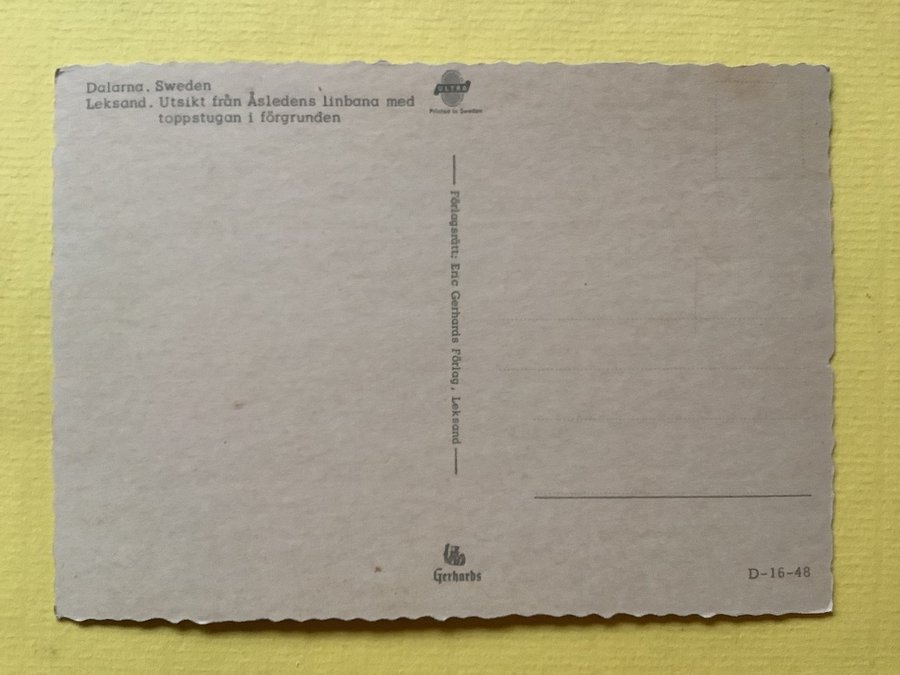 Dalarna. Sweden
Leksand. Utsikt från Åsledens linbana med
toppstugan i förgrunden
ULTRA
Printed in Sweden
Förlagsrätt: Eric Gerhards Förlag, Leksand
Gerhards
D-16-48